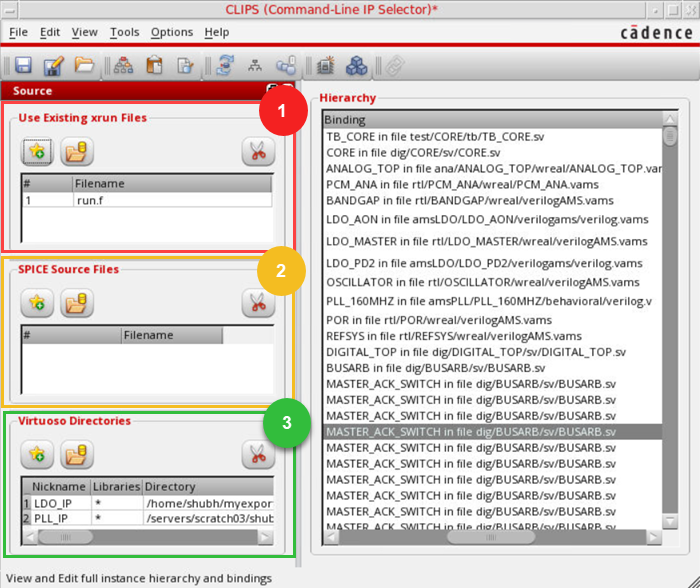 CLIPS (Command-Line IP Selector)*
File Edit View Tools Options Help
cādence
Source
1
Use Existing xrun Files
# Filename
1 run.f
2
SPICE Source Files
# Filename
3
Virtuoso Directories
Nickname Libraries Directory
1 LDO_IP * /home/shubh/myexpor
2 PLL_IP * /servers/scratch03/shub
Hierarchy
Binding
TB_CORE in file test/CORE/tb/TB_CORE.sv
CORE in file dig/CORE/sv/CORE.sv
ANALOG_TOP in file ana/ANALOG_TOP/wreal/ANALOG_TOP.var
PCM_ANA in file rtl/PCM_ANA/wreal/PCM_ANA.vams
BANDGAP in file rtl/BANDGAP/wreal/verilogAMS.vams
LDO_AON in file amsLDO/LDO_AON/verilogams/verilog.vams
LDO_MASTER in file rtl/LDO_MASTER/wreal/verilogAMS.vams
LDO_PD2 in file amsLDO/LDO_PD2/verilogams/verilog.vams
OSCILLATOR in file rtl/OSCILLATOR/wreal/verilogAMS.vams
PLL_160MHZ in file amsPLL/PLL_160MHZ/behavioral/verilog.v
POR in file rtl/POR/wreal/verilogAMS.vams
REFSYS in file rtl/REFSYS/wreal/verilogAMS.vams
DIGITAL_TOP in file dig/DIGITAL_TOP/sv/DIGITAL_TOP.sv
BUSARB in file dig/BUSARB/sv/BUSARB.sv
MASTER_ACK_SWITCH in file dig/BUSARB/sv/BUSARB.sv
MASTER_ACK_SWITCH in file dig/BUSARB/sv/BUSARB.sv
MASTER_ACK_SWITCH in file dig/BUSARB/sv/BUSARB.sv
MASTER_ACK_SWITCH in file dig/BUSARB/sv/BUSARB.sv
MASTER_ACK_SWITCH in file dig/BUSARB/sv/BUSARB.sv
MASTER_ACK_SWITCH in file dig/BUSARB/sv/BUSARB.sv
MASTER_ACK_SWITCH in file dig/BUSARB/sv/BUSARB.sv
MASTER_ACK_SWITCH in file dig/BUSARB/sv/BUSARB.sv
MASTER_ACK_SWITCH in file dig/BUSARB/sv/BUSARB.sv
MASTER_ACK_SWITCH in file dig/BUSARB/sv/BUSARB.sv
View and Edit full instance hierarchy and bindings